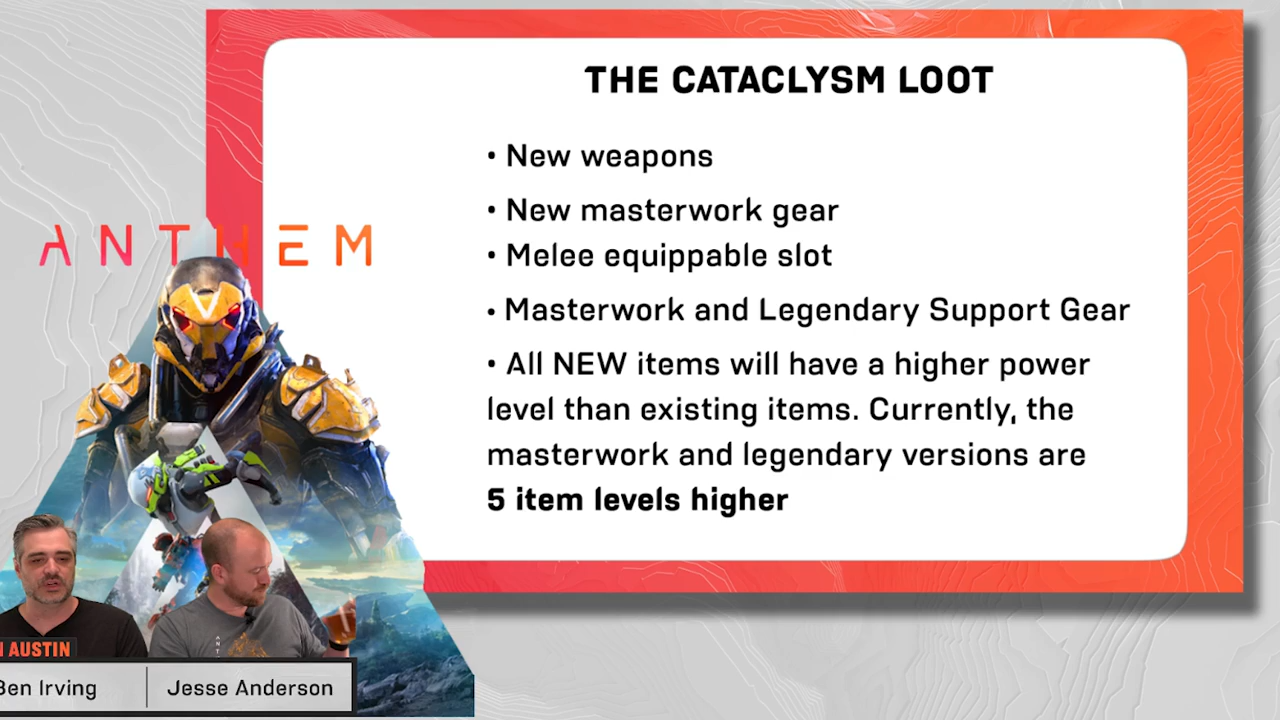 THE CATACLYSM LOOT
• New weapons
• New masterwork gear
• Melee equippable slot
• Masterwork and Legendary Support Gear
• All NEW items will have a higher power
level than existing items. Currently, the
masterwork and legendary versions are
5 item levels higher
ANTHEM
AUSTIN
Ben Irving
Jesse Anderson